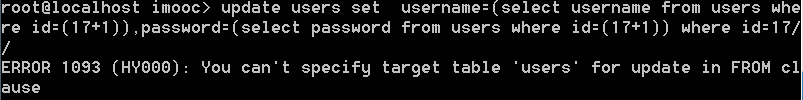 root@localhost imooc> update users set  username=(select username from users whe
re id=(17+1)),password=(select password from users where id=(17+1)) where id=17/
/
ERROR 1093 (HY000): You can't specify target table 'users' for update in FROM cl
ause